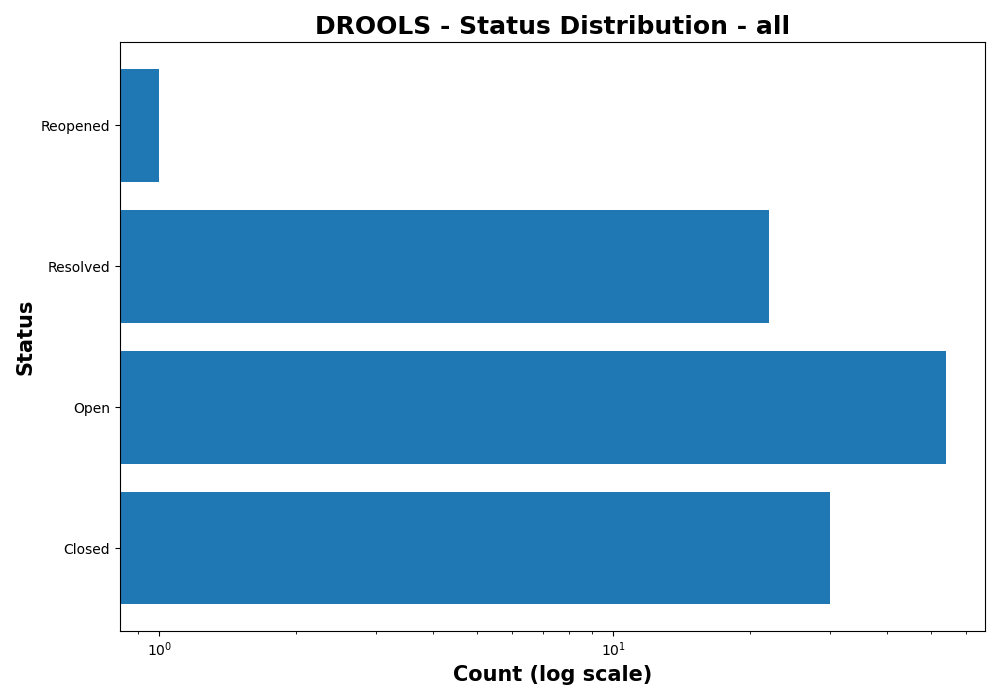 DROOLS - Status Distribution - all
Reopened
Resolved
Open
Closed
Status
10⁰
10¹
Count (log scale)